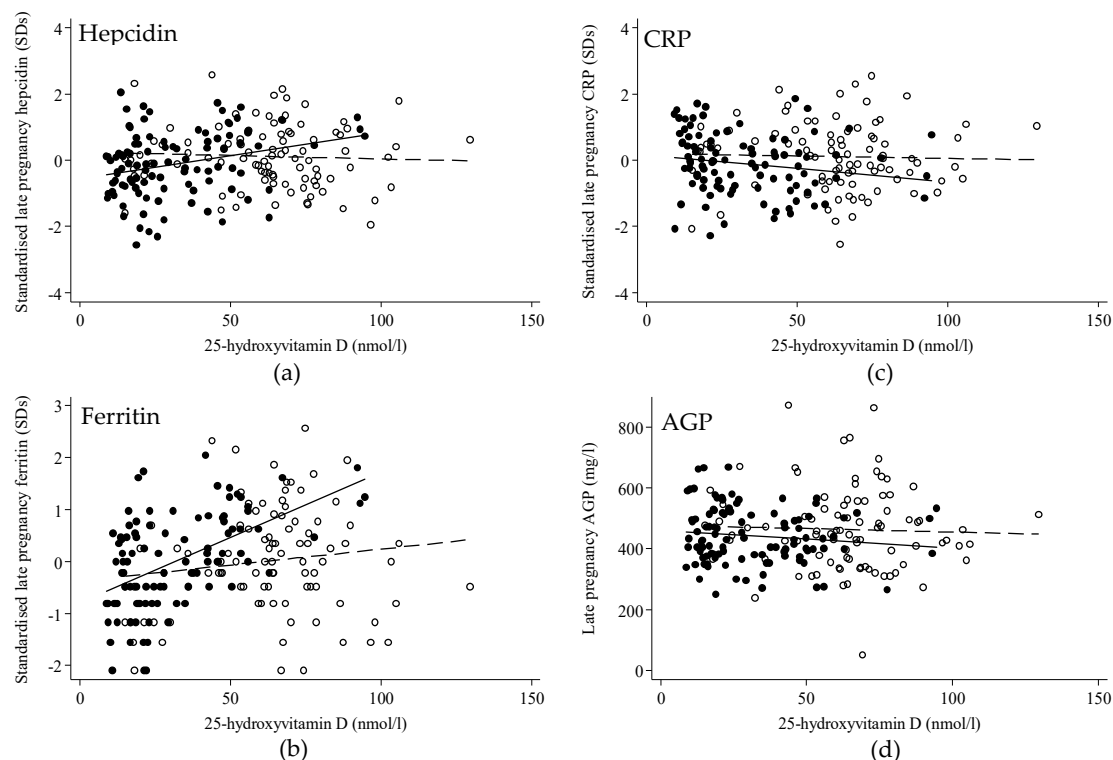 Hepcidin
Standardised late pregnancy hepcidin (SDs)
4
2
0
-2
-4
0 50 100 150
25-hydroxyvitamin D (nmol/l)
(a)
CRP
Standardised late pregnancy CRP (SDs)
4
2
0
-2
-4
0 50 100 150
25-hydroxyvitamin D (nmol/l)
(c)
Ferritin
Standardised late pregnancy ferritin (SDs)
3
2
1
0
-1
-2
0 50 100 150
25-hydroxyvitamin D (nmol/l)
(b)
AGP
Late pregnancy AGP (mg/l)
800
600
400
200
0
0 50 100 150
25-hydroxyvitamin D (nmol/l)
(d)